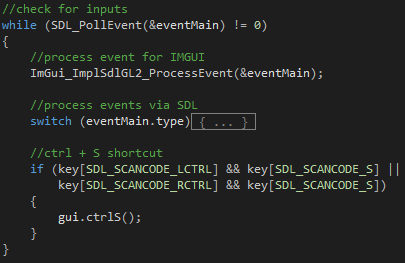 //check for inputs
while (SDL_PollEvent(&eventMain) != 0)
{
    //process event for IMGUI
    ImGui_ImplSdlGL2_ProcessEvent(&eventMain);

    //process events via SDL
    switch (eventMain.type){ ... }

    //ctrl + S shortcut
    if (key[SDL_SCANCODE_LCTRL] && key[SDL_SCANCODE_S] ||
        key[SDL_SCANCODE_RCTRL] && key[SDL_SCANCODE_S])
    {
        gui.ctrlS();
    }
}